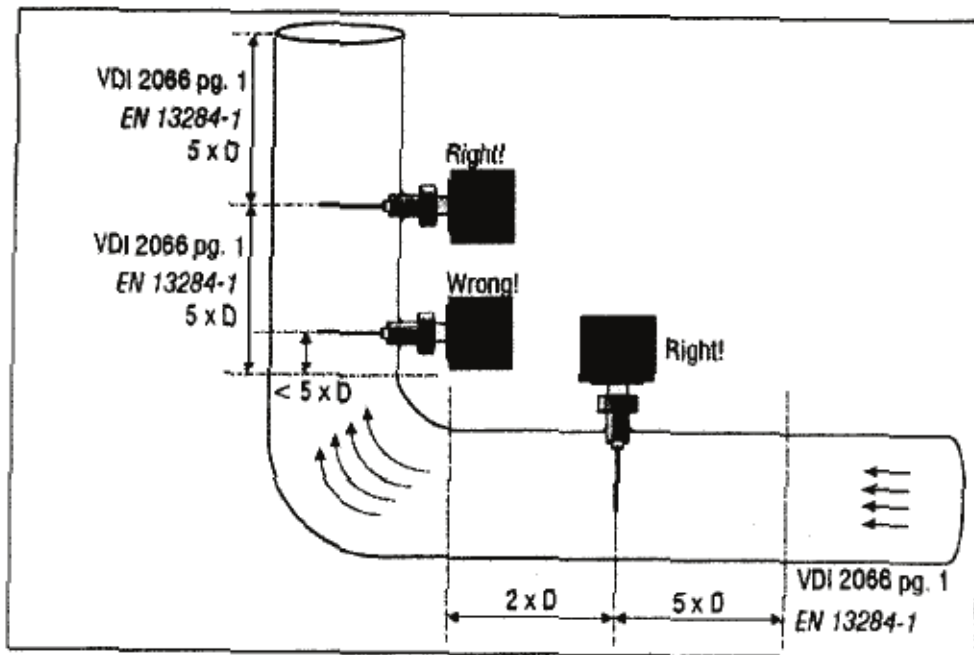 VDI 2066 pg. 1
EN 13284-1
5 x D
Right!
VDI 2066 pg. 1
EN 13284-1
5 x D
Wrong!
Right!
< 5 x D
2 x D
5 x D
VDI 2066 pg. 1
EN 13284-1